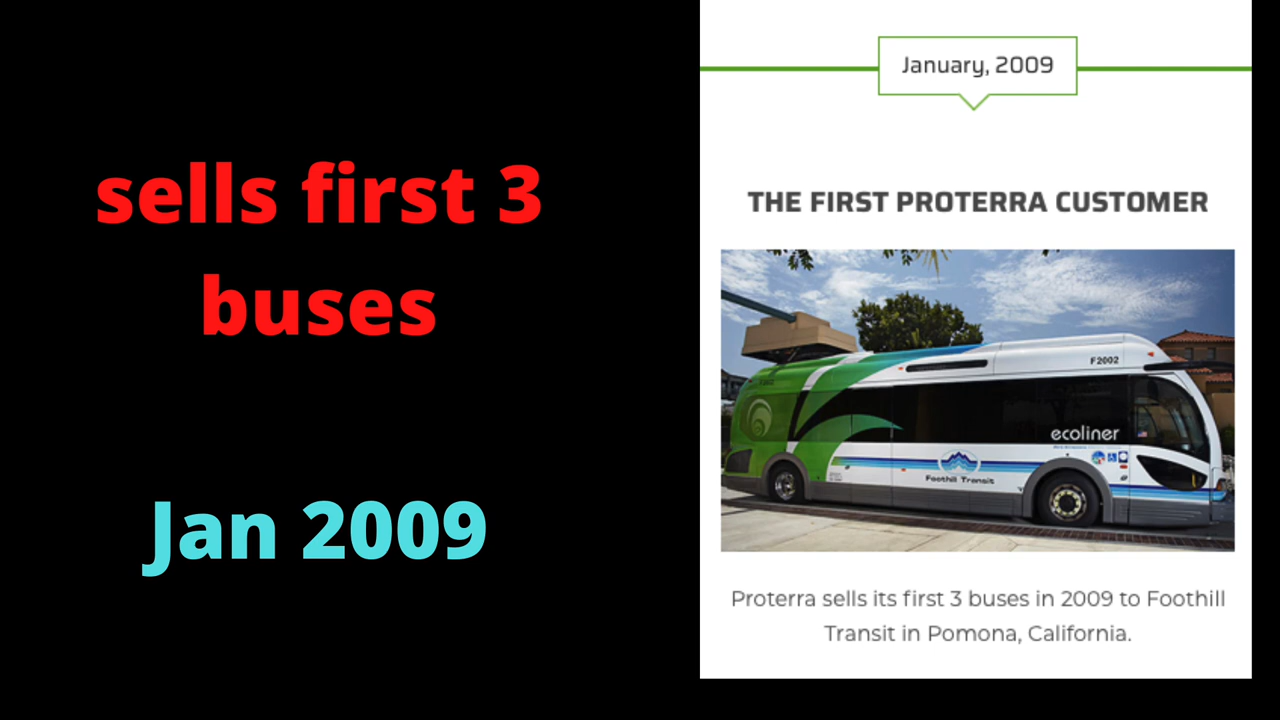 sells first 3
buses
Jan 2009
January, 2009
THE FIRST PROTERRA CUSTOMER
F2002
ecoliner
Foothill Transit
Proterra sells its first 3 buses in 2009 to Foothill
Transit in Pomona, California.